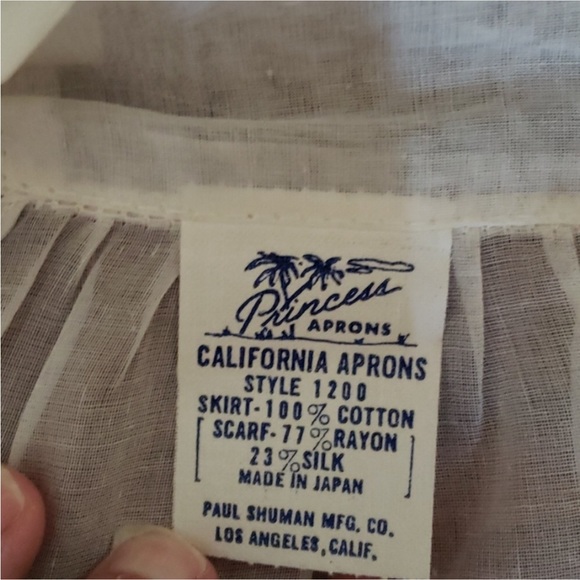 Princess
APRONS
CALIFORNIA APRONS
STYLE 1200
SKIRT-100% COTTON
[SCARF-77%RAYON]
23%SILK
MADE IN JAPAN
PAUL SHUMAN MFG. CO.
LOS ANGELES, CALIF.